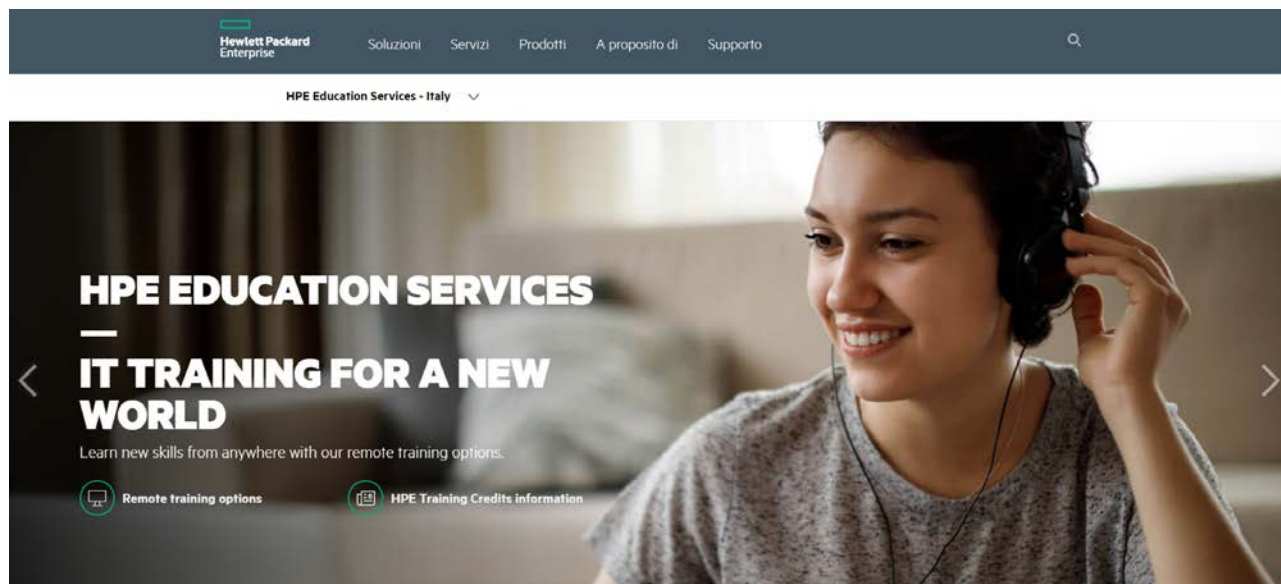 Hewlett Packard
Enterprise
Soluzioni Servizi Prodotti A proposito di Supporto
HPE Education Services - Italy
HPE EDUCATION SERVICES
—
IT TRAINING FOR A NEW
WORLD
Learn new skills from anywhere with our remote training options.
Remote training options HPE Training Credits information